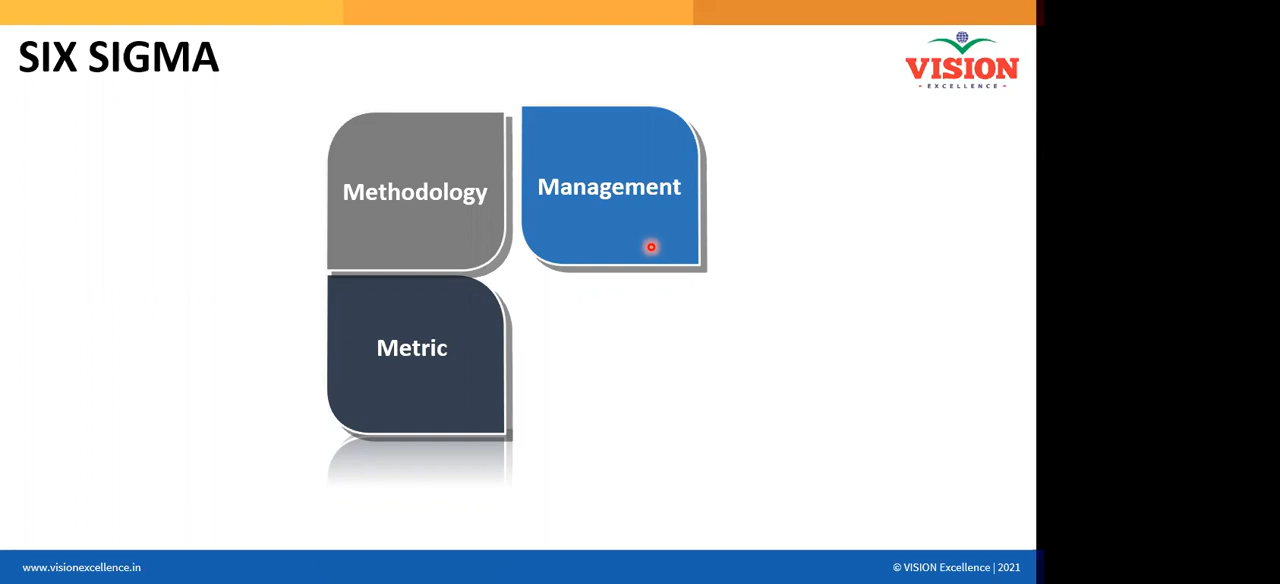 SIX SIGMA
VISION
- EXCELLENCE -
Methodology
Management
Metric
www.visionexcellence.in
© VISION Excellence | 2021